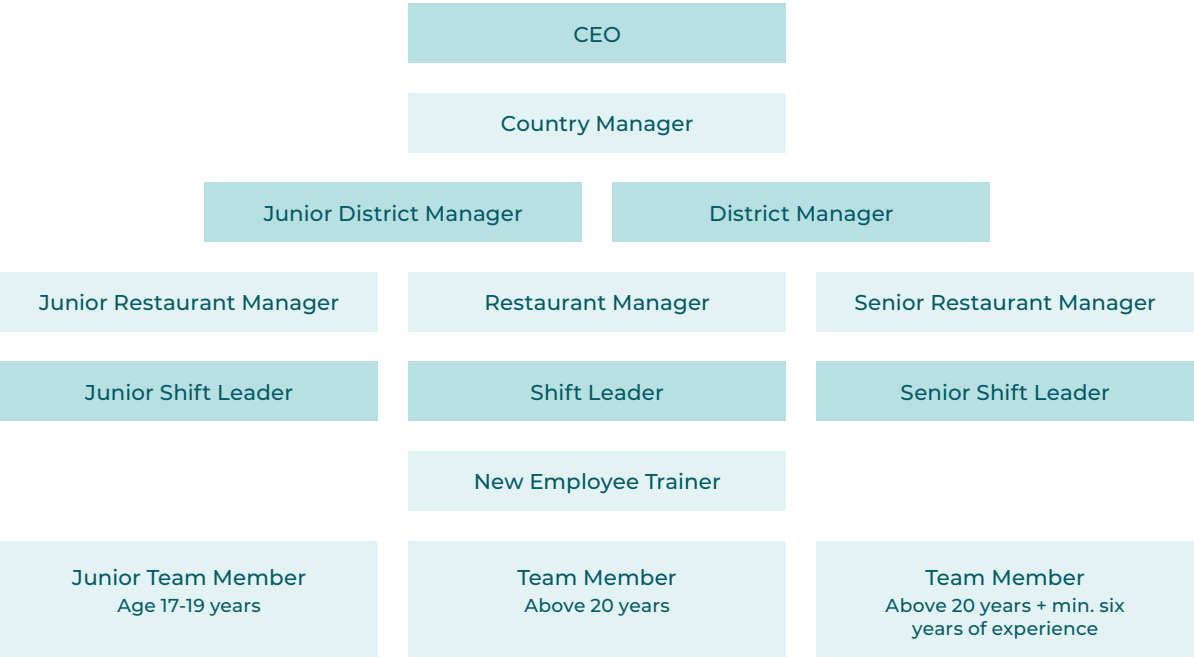 CEO
Country Manager
Junior District Manager
District Manager
Junior Restaurant Manager
Restaurant Manager
Senior Restaurant Manager
Junior Shift Leader
Shift Leader
Senior Shift Leader
New Employee Trainer
Junior Team Member
Age 17-19 years
Team Member
Above 20 years
Team Member
Above 20 years + min. six
years of experience